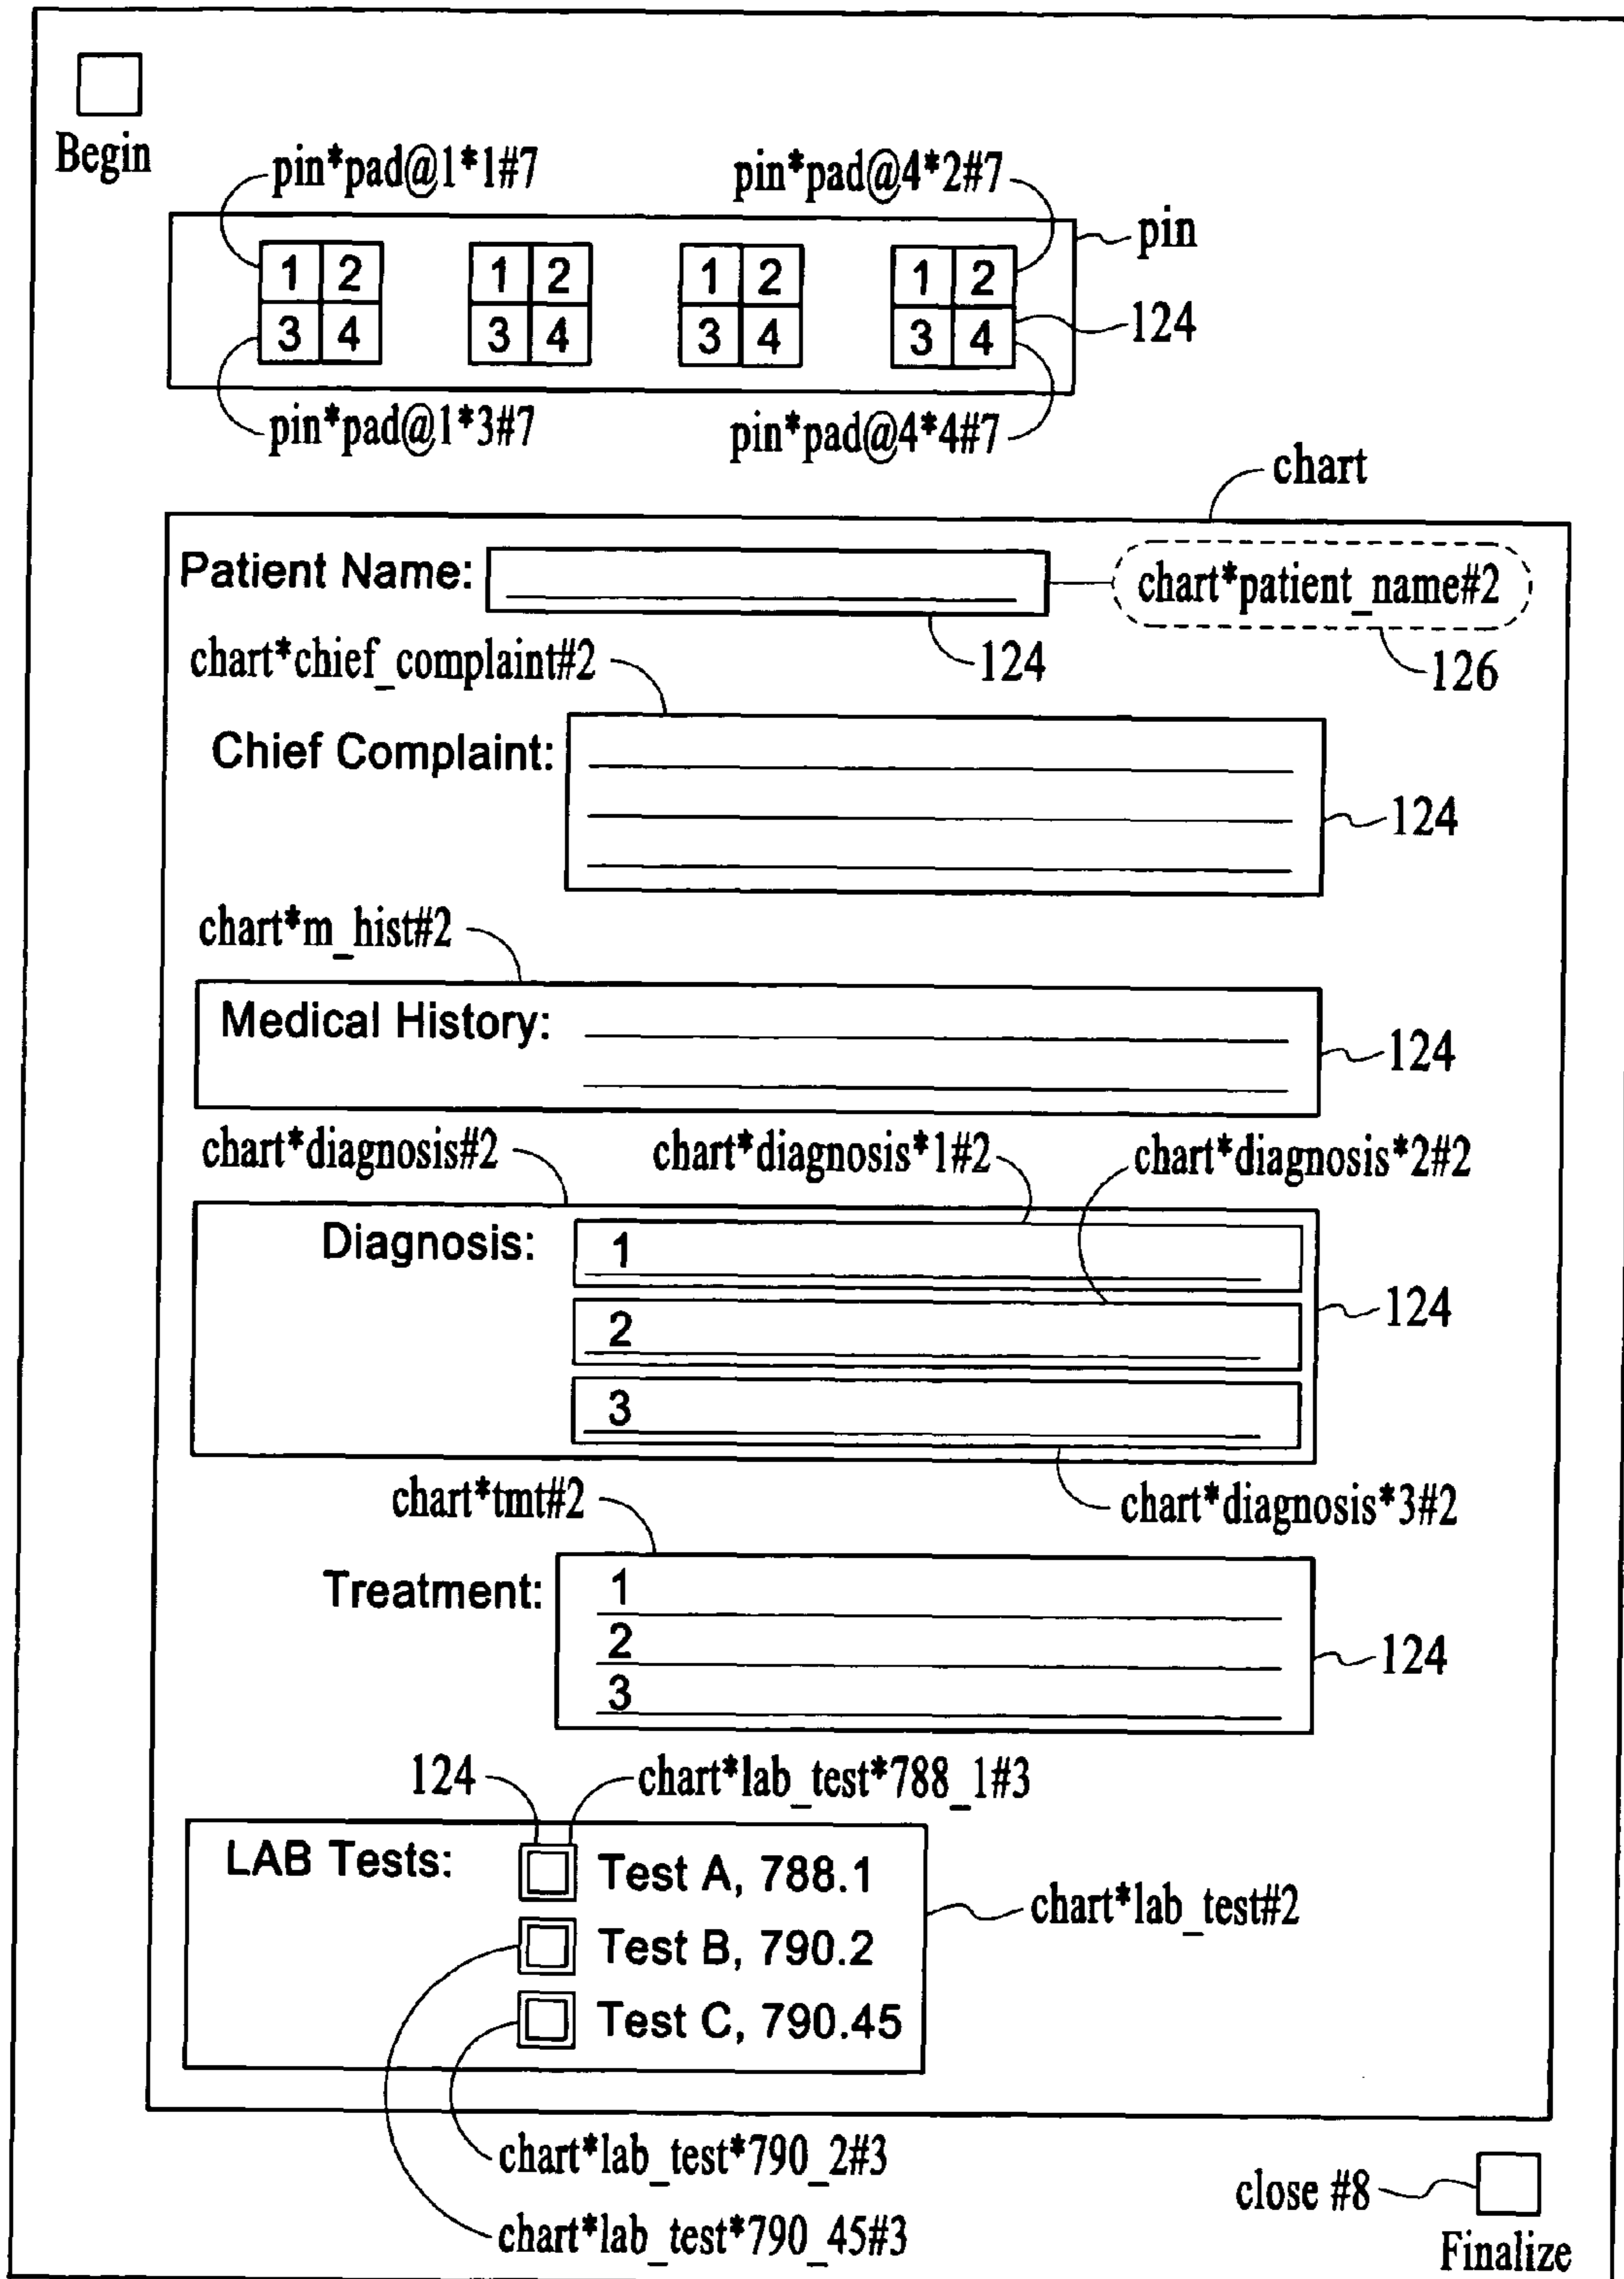 Begin
pin*pad@1*1#7 pin*pad@4*2#7
pin
1 2 1 2 1 2 1 2
3 4 3 4 3 4 3 4
124
pin*pad@1*3#7 pin*pad@4*4#7
chart
Patient Name: chart*patient_name#2
chart*chief_complaint#2 124 126
Chief Complaint:
124
chart*m_hist#2
Medical History:
124
chart*diagnosis#2 chart*diagnosis*1#2 chart*diagnosis*2#2
Diagnosis: 1
124
2
3
chart*tmt#2 chart*diagnosis*3#2
Treatment: 1
2
124
3
124 chart*lab_test*788_1#3
LAB Tests: Test A, 788.1
chart*lab_test#2
Test B, 790.2
Test C, 790.45
chart*lab_test*790_2#3
close #8
chart*lab_test*790_45#3
Finalize